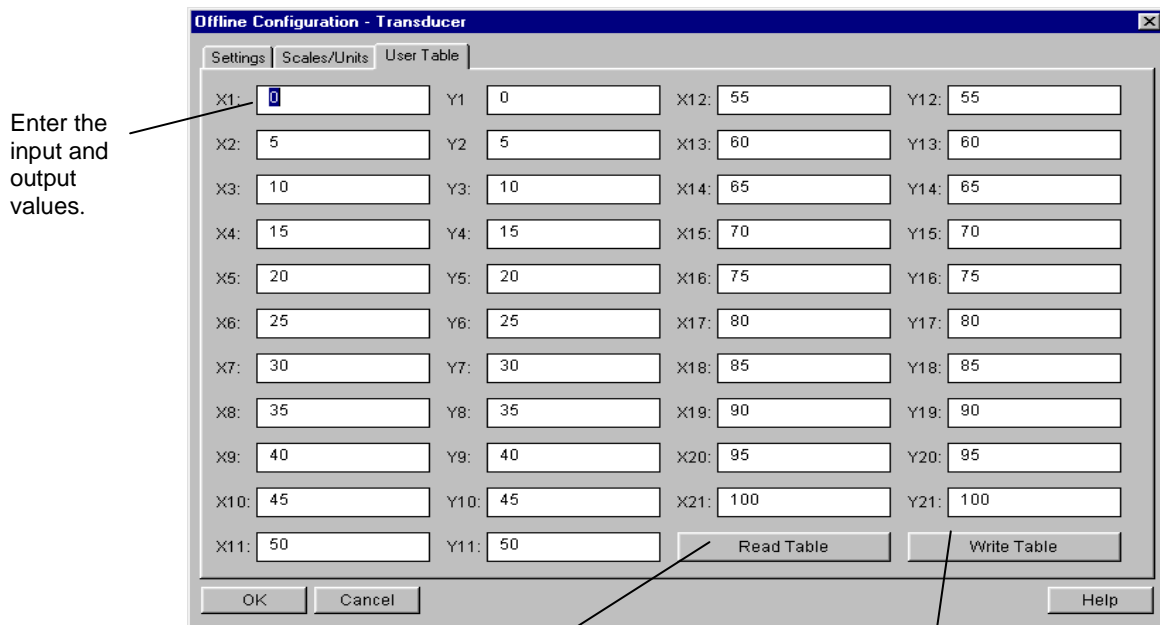 Offline Configuration - Transducer
Settings Scales/Units User Table
Enter the
input and
output
values.
X1: 0 Y1 0 X12: 55 Y12: 55
X2: 5 Y2 5 X13: 60 Y13: 60
X3: 10 Y3: 10 X14: 65 Y14: 65
X4: 15 Y4: 15 X15: 70 Y15: 70
X5: 20 Y5: 20 X16: 75 Y16: 75
X6: 25 Y6: 25 X17: 80 Y17: 80
X7: 30 Y7: 30 X18: 85 Y18: 85
X8: 35 Y8: 35 X19: 90 Y19: 90
X9: 40 Y9: 40 X20: 95 Y20: 95
X10: 45 Y10: 45 X21: 100 Y21: 100
X11: 50 Y11: 50 Read Table Write Table
OK Cancel Help